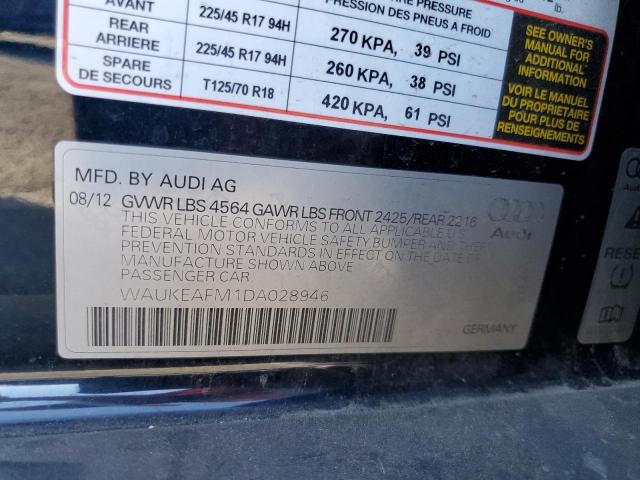 PRESSURE
PRESSION DES PNEUS A FROID
lb.
AVANT 225/45 R17 94H 270 KPA, 39 PSI
REAR
ARRIERE 225/45 R17 94H 260 KPA, 38 PSI
SPARE
DE SECOURS T125/70 R18 420 KPA, 61 PSI
SEE OWNER'S
MANUAL FOR
ADDITIONAL
INFORMATION
VOIR LE MANUEL
DU PROPRIETAIRE
POUR PLUS DE
RENSEIGNEMENTS
MFD. BY AUDI AG
08/12 GVWR LBS 4564 GAWR LBS FRONT 2425/REAR 2216
THIS VEHICLE CONFORMS TO ALL APPLICABLE U.S.
FEDERAL MOTOR VEHICLE SAFETY BUMPER AND THEFT
PREVENTION STANDARDS IN EFFECT ON THE DATE
OF MANUFACTURE SHOWN ABOVE
PASSENGER CAR
WAUKEAFM1DA028946
Audi
GERMANY
RESE